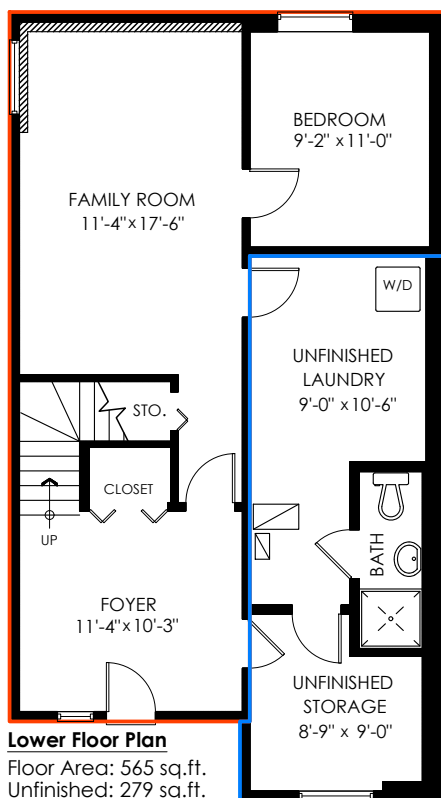 BEDROOM
9'-2" x 11'-0"
FAMILY ROOM
11'-4" x 17'-6"
W/D
UNFINISHED
LAUNDRY
9'-0" x 10'-6"
STO.
CLOSET
UP
BATH
FOYER
11'-4" x 10'-3"
UNFINISHED
STORAGE
8'-9" x 9'-0"
Lower Floor Plan
Floor Area: 565 sq.ft.
Unfinished: 279 sq.ft.